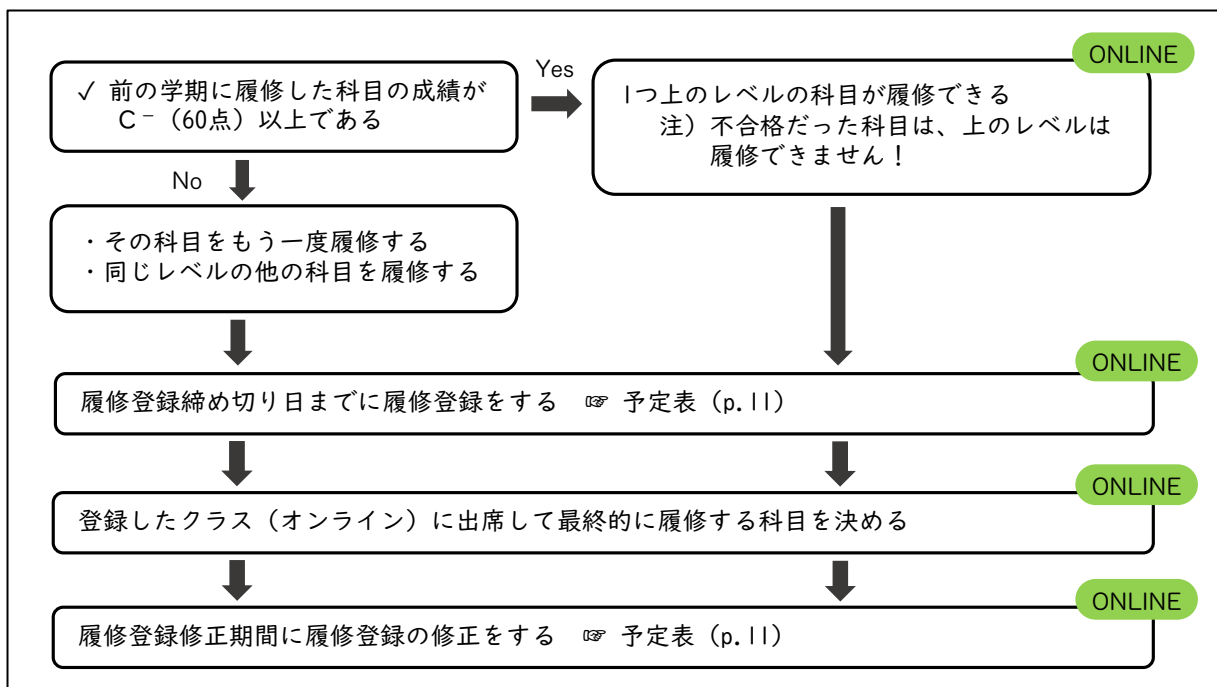 ONLINE
✓ 前の学期に履修した科目の成績が
C⁻(60点)以上である
Yes
1つ上のレベルの科目が履修できる
注)不合格だった科目は、上のレベルは
履修できません!
No
・その科目をもう一度履修する
・同じレベルの他の科目を履修する
ONLINE
履修登録締め切り日までに履修登録をする ☞ 予定表(p.11)
ONLINE
登録したクラス(オンライン)に出席して最終的に履修する科目を決める
ONLINE
履修登録修正期間に履修登録の修正をする ☞ 予定表(p.11)